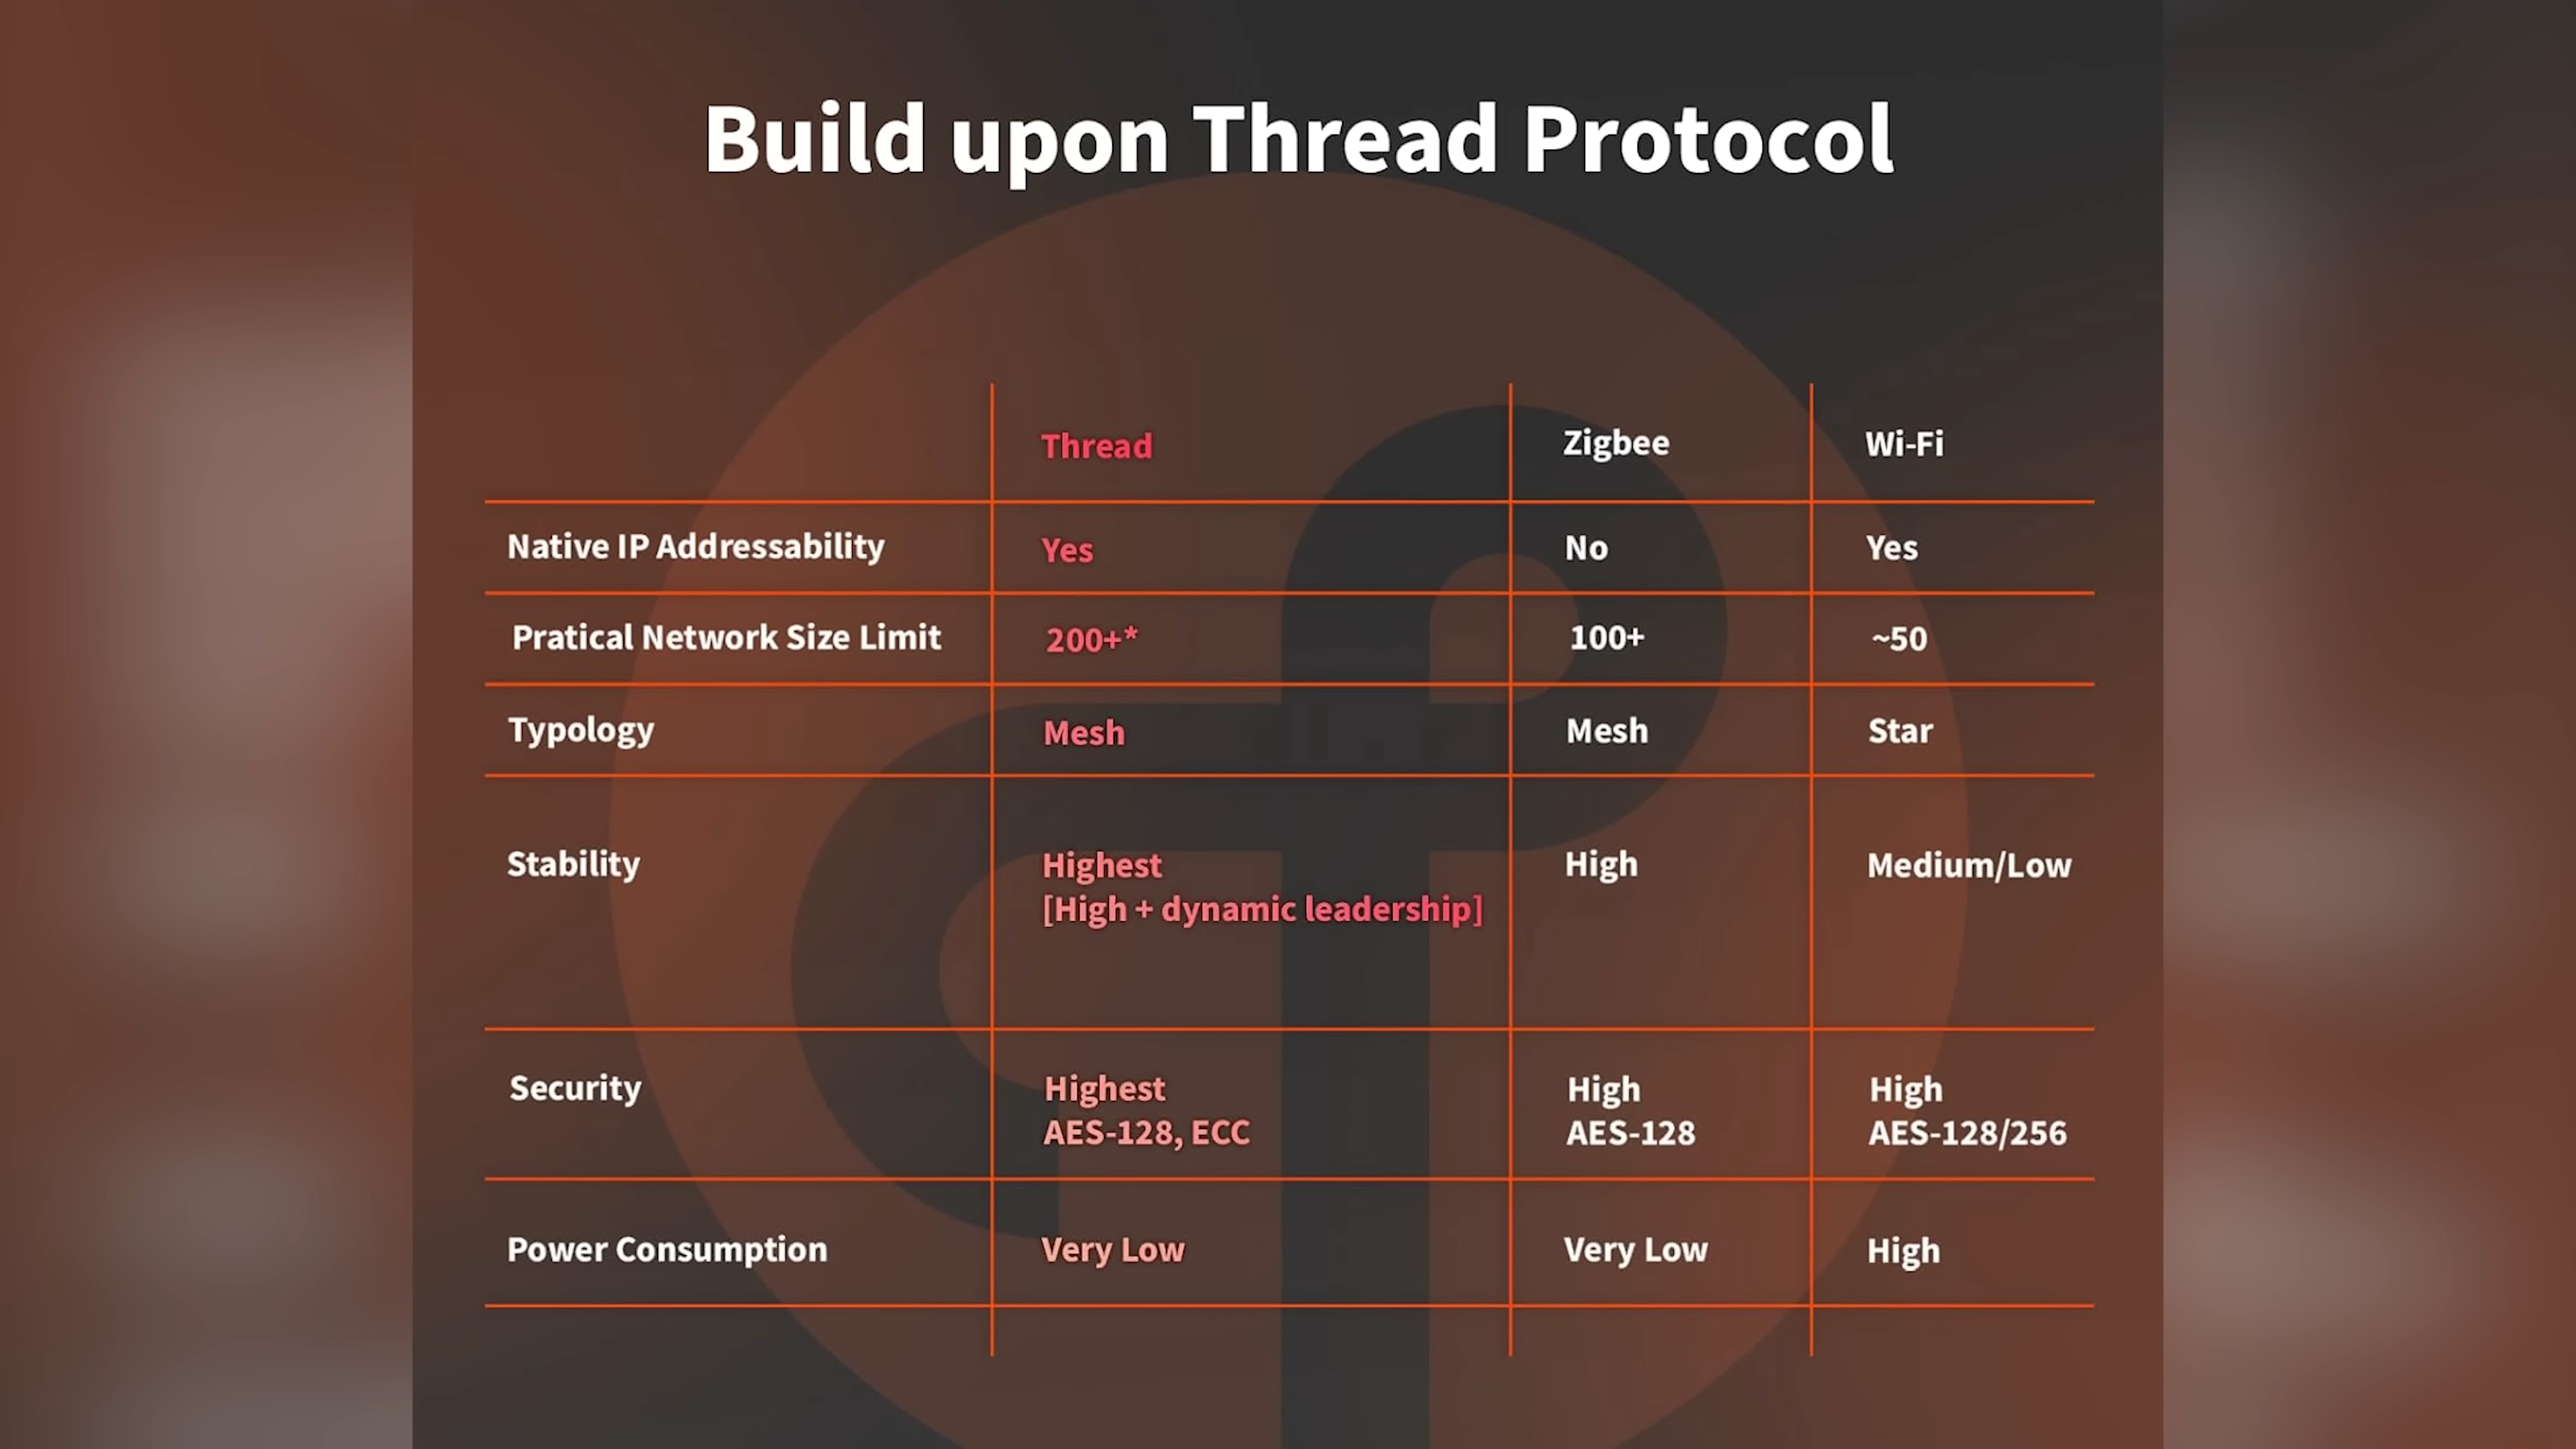 Build upon Thread Protocol
Thread Zigbee Wi-Fi
Native IP Addressability Yes No Yes
Pratical Network Size Limit 200+* 100+ ~50
Typology Mesh Mesh Star
Stability Highest High Medium/Low
[High + dynamic leadership]
Security Highest High High
AES-128, ECC AES-128 AES-128/256
Power Consumption Very Low Very Low High